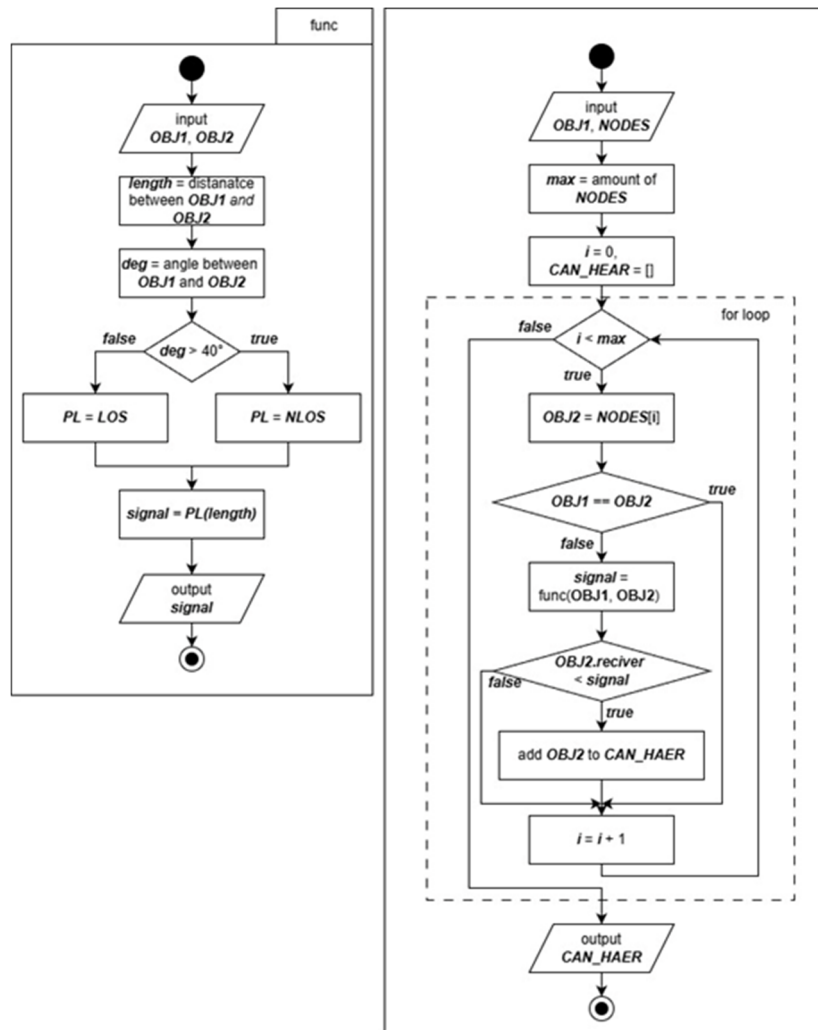 func
input
OBJ1, OBJ2
length = distanatce
between OBJ1 and
OBJ2
deg = angle between
OBJ1 and OBJ2
false
deg > 40°
true
PL = LOS
PL = NLOS
signal = PL(length)
output
signal
input
OBJ1, NODES
max = amount of
NODES
i = 0,
CAN_HEAR = []
for loop
false
i < max
true
OBJ2 = NODES[i]
OBJ1 == OBJ2
true
false
signal =
func(OBJ1, OBJ2)
OBJ2.reciver
< signal
false
true
add OBJ2 to CAN_HAER
i = i + 1
output
CAN_HAER